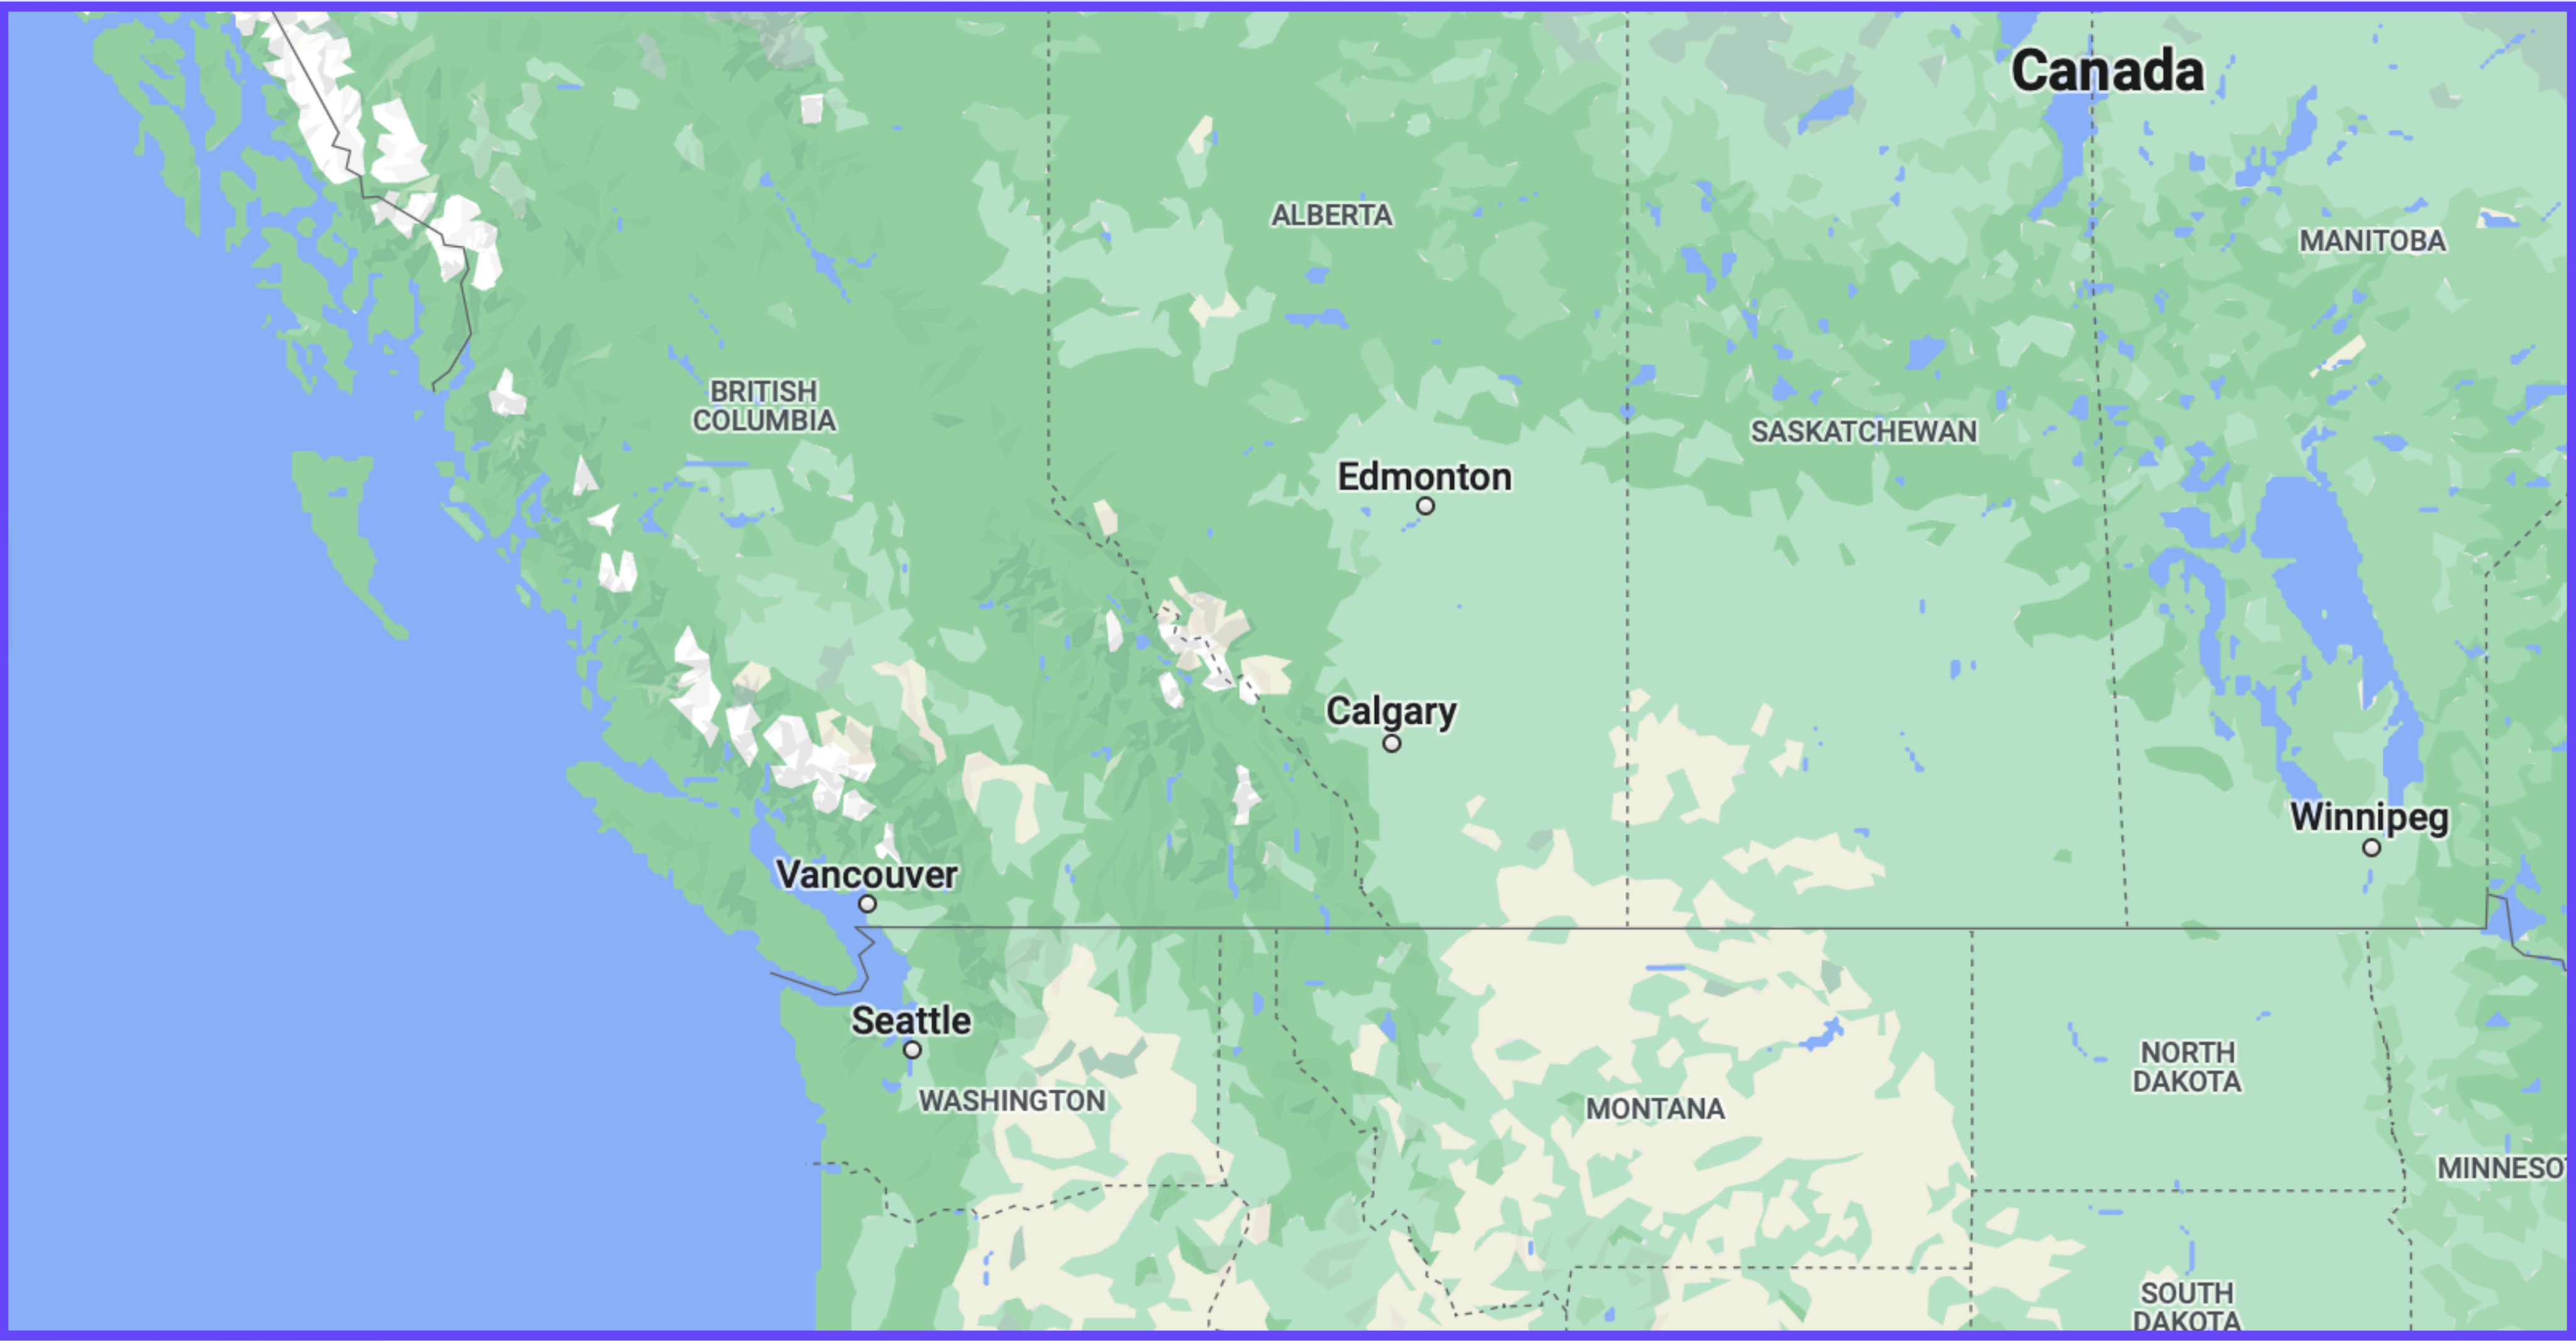 Canada
ALBERTA
MANITOBA
BRITISH
COLUMBIA
SASKATCHEWAN
Edmonton
Calgary
Winnipeg
Vancouver
Seattle
NORTH
DAKOTA
WASHINGTON
MONTANA
MINNESO
SOUTH
DAKOTA